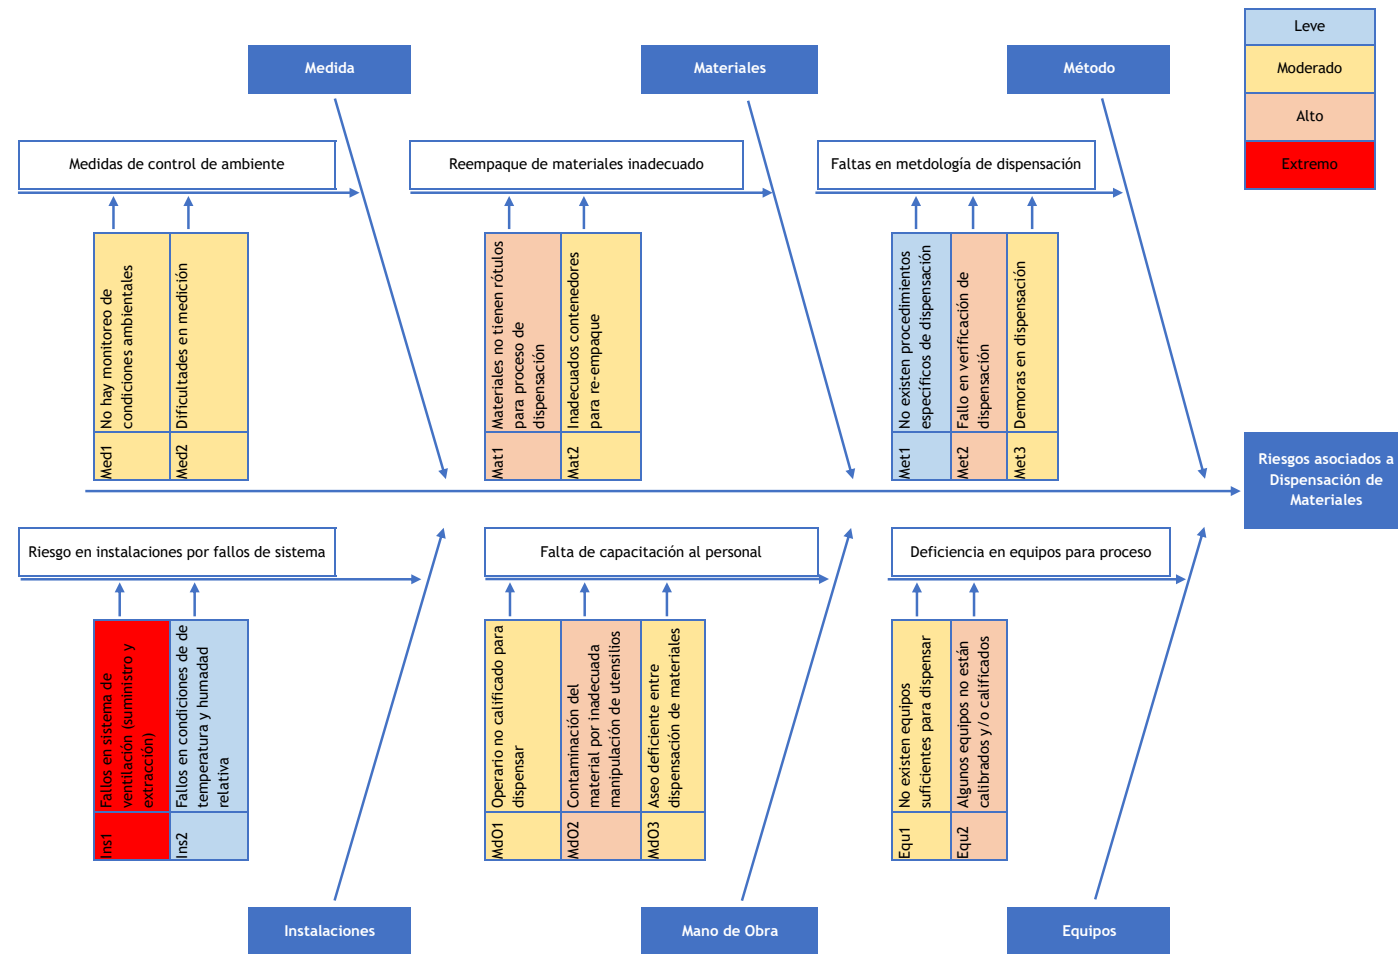 Leve
Moderado
Alto
Extremo
Medida
Materiales
Método
Medidas de control de ambiente
Reempaque de materiales inadecuado
Faltas en metdología de dispensación
No hay monitoreo de
condiciones ambientales
Med1
Dificultades en medición
Med2
Materiales no tienen rótulos
para proceso de
dispensación
Mat1
Inadecuados contenedores
para re-empaque
Mat2
No existen procedimientos
específicos de dispensación
Met1
Fallo en verificación de
dispensación
Met2
Demoras en dispensación
Met3
Riesgos asociados a
Dispensación de
Materiales
Riesgo en instalaciones por fallos de sistema
Falta de capacitación al personal
Deficiencia en equipos para proceso
Fallos en sistema de
ventilación (suministro y
extracción)
Ins1
Fallos en condiciones de de
temperatura y humadad
relativa
Ins2
Operario no calificado para
dispensar
MdO1
Contaminación del
material por inadecuada
manipulación de utensilios
MdO2
Aseo deficiente entre
dispensación de materiales
MdO3
No existen equipos
suficientes para dispensar
Equ1
Algunos equipos no están
calibrados y/o calificados
Equ2
Instalaciones
Mano de Obra
Equipos